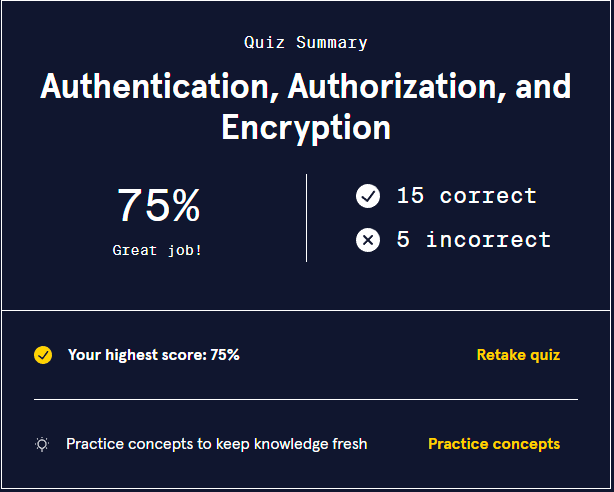 Quiz Summary
Authentication, Authorization, and
Encryption
75%
Great job!
15 correct
5 incorrect
Your highest score: 75%
Retake quiz
Practice concepts to keep knowledge fresh
Practice concepts